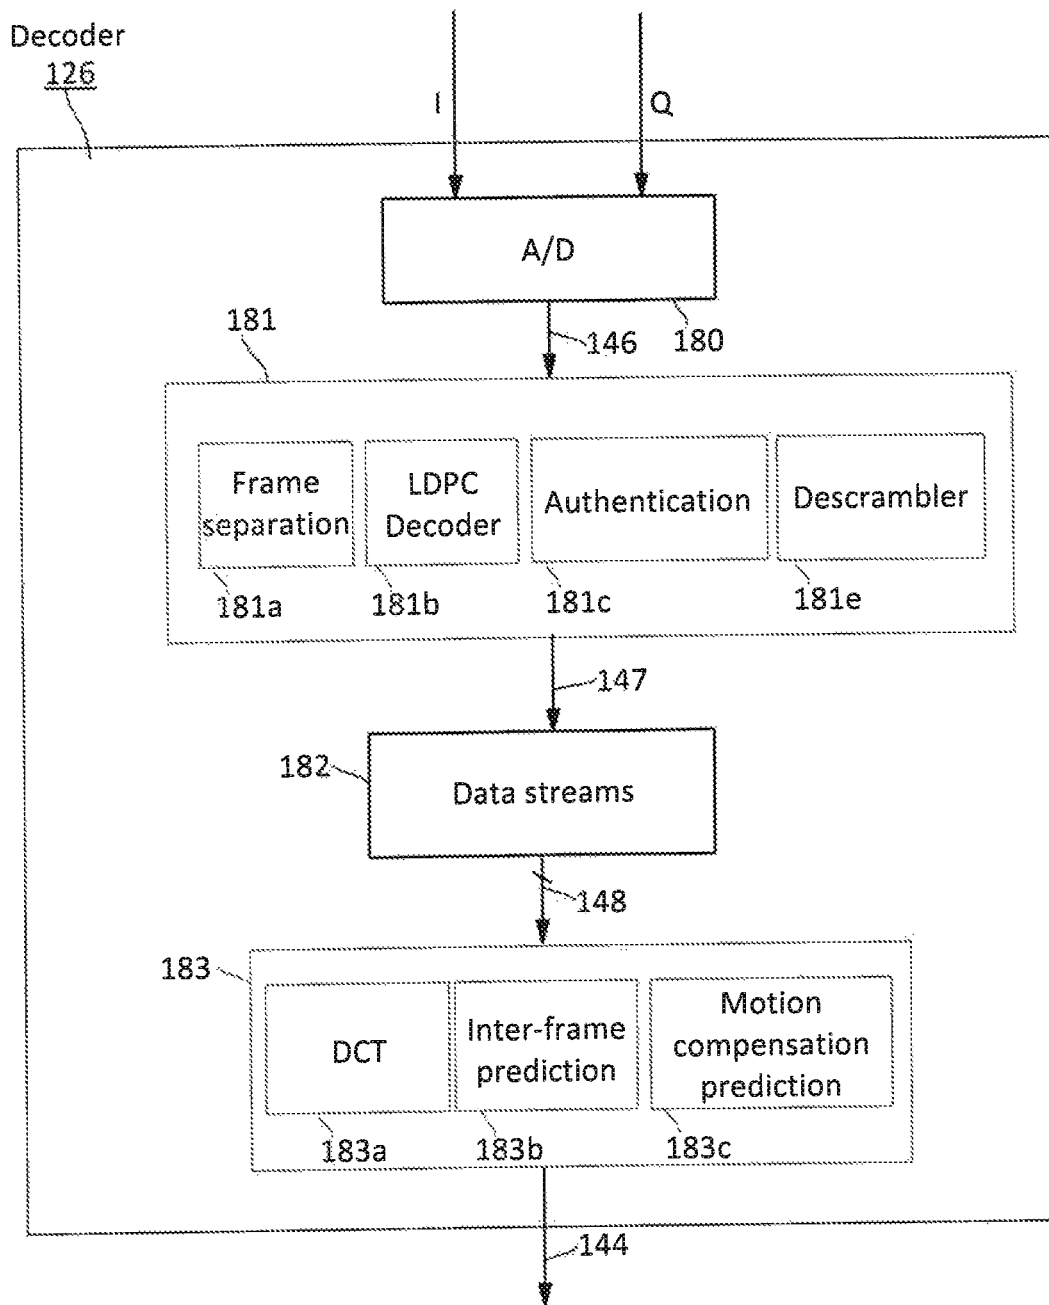 Decoder
126
I
Q
A/D
180
146
181
Frame
separation
181a
LDPC
Decoder
181b
Authentication
181c
Descrambler
181e
147
182
Data streams
148
183
DCT
183a
Inter-frame
prediction
183b
Motion
compensation
prediction
183c
144